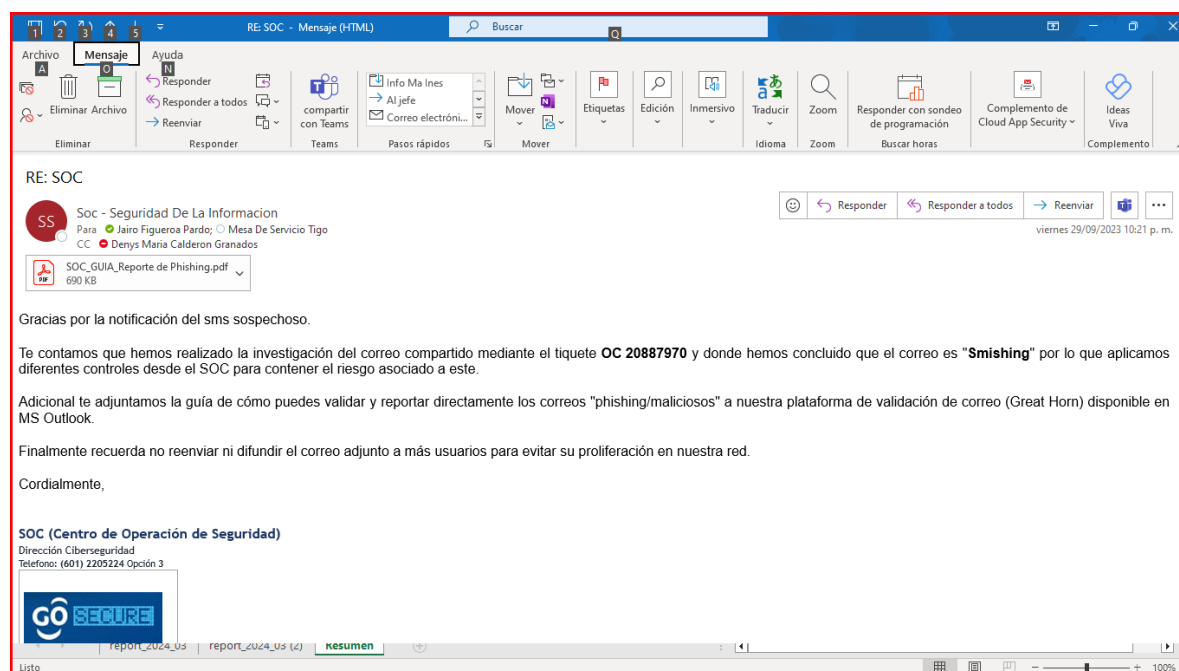 RE: SOC - Mensaje (HTML)
Buscar
1 2 3 4 5
Q
Archivo Mensaje Ayuda
A O N
Eliminar Archivo
Responder
Responder a todos
Reenviar
compartir con Teams
Info Ma Ines
Al jefe
Correo electróni...
Mover
Etiquetas
Edición
Inmersivo
Traducir
Zoom
Responder con sondeo de programación
Complemento de Cloud App Security
Ideas Viva
Eliminar Responder Teams Pasos rápidos Mover Idioma Zoom Buscar horas Complemento
RE: SOC
SS
Soc - Seguridad De La Informacion
Para Jairo Figueroa Pardo; Mesa De Servicio Tigo
CC Denys Maria Calderon Granados
Responder Responder a todos Reenviar
viernes 29/09/2023 10:21 p. m.
SOC_GUIA_Reporte de Phishing.pdf
690 KB
Gracias por la notificación del sms sospechoso.
Te contamos que hemos realizado la investigación del correo compartido mediante el tiquete OC 20887970 y donde hemos concluido que el correo es "Smishing" por lo que aplicamos
diferentes controles desde el SOC para contener el riesgo asociado a este.
Adicional te adjuntamos la guía de cómo puedes validar y reportar directamente los correos "phishing/maliciosos" a nuestra plataforma de validación de correo (Great Horn) disponible en
MS Outlook.
Finalmente recuerda no reenviar ni difundir el correo adjunto a más usuarios para evitar su proliferación en nuestra red.
Cordialmente,
SOC (Centro de Operación de Seguridad)
Dirección Ciberseguridad
Telefono: (601) 2205224 Opción 3
GO SECURE
report_2024_03 report_2024_03 (2) Resumen
Listo
100%